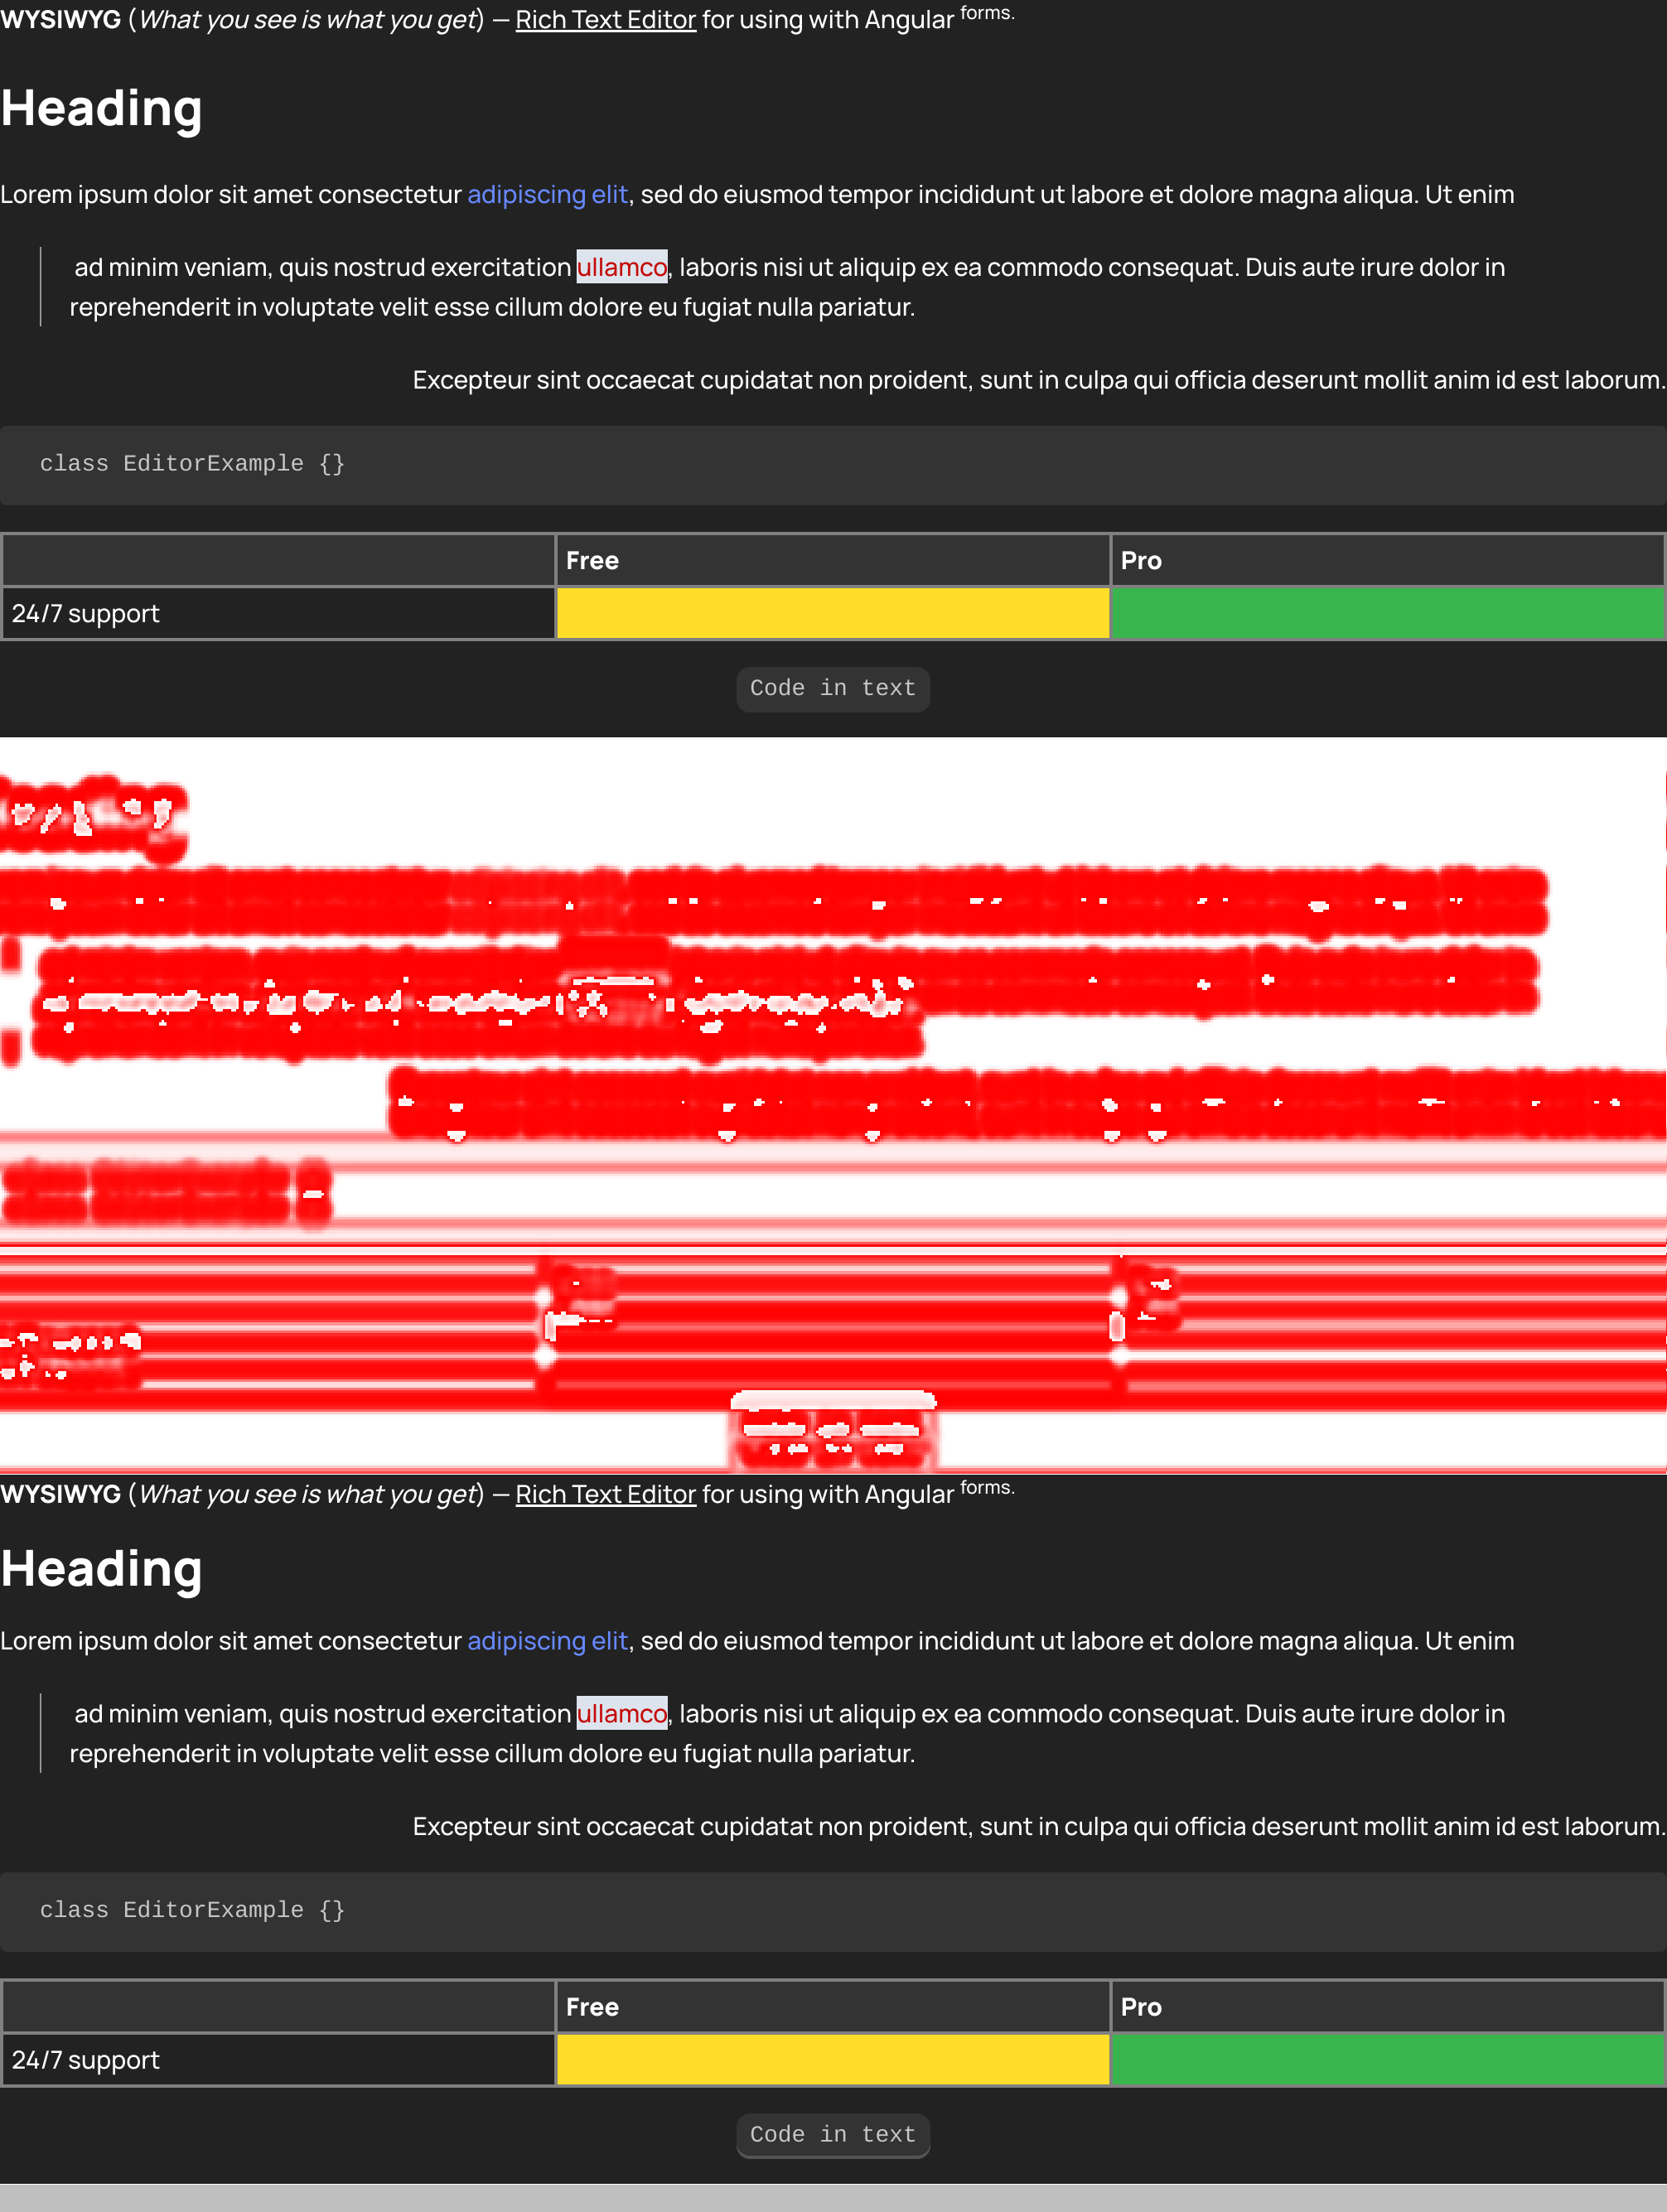 WYSIWYG (What you see is what you get) — Rich Text Editor for using with Angular forms.
Heading
Lorem ipsum dolor sit amet consectetur adipiscing elit, sed do eiusmod tempor incididunt ut labore et dolore magna aliqua. Ut enim
ad minim veniam, quis nostrud exercitation ullamco, laboris nisi ut aliquip ex ea commodo consequat. Duis aute irure dolor in
reprehenderit in voluptate velit esse cillum dolore eu fugiat nulla pariatur.
Excepteur sint occaecat cupidatat non proident, sunt in culpa qui officia deserunt mollit anim id est laborum.
class EditorExample {}
Free Pro
24/7 support
Code in text
WYSIWYG (What you see is what you get) — Rich Text Editor for using with Angular forms.
Heading
Lorem ipsum dolor sit amet consectetur adipiscing elit, sed do eiusmod tempor incididunt ut labore et dolore magna aliqua. Ut enim
ad minim veniam, quis nostrud exercitation ullamco, laboris nisi ut aliquip ex ea commodo consequat. Duis aute irure dolor in
reprehenderit in voluptate velit esse cillum dolore eu fugiat nulla pariatur.
Excepteur sint occaecat cupidatat non proident, sunt in culpa qui officia deserunt mollit anim id est laborum.
class EditorExample {}
Free Pro
24/7 support
Code in text